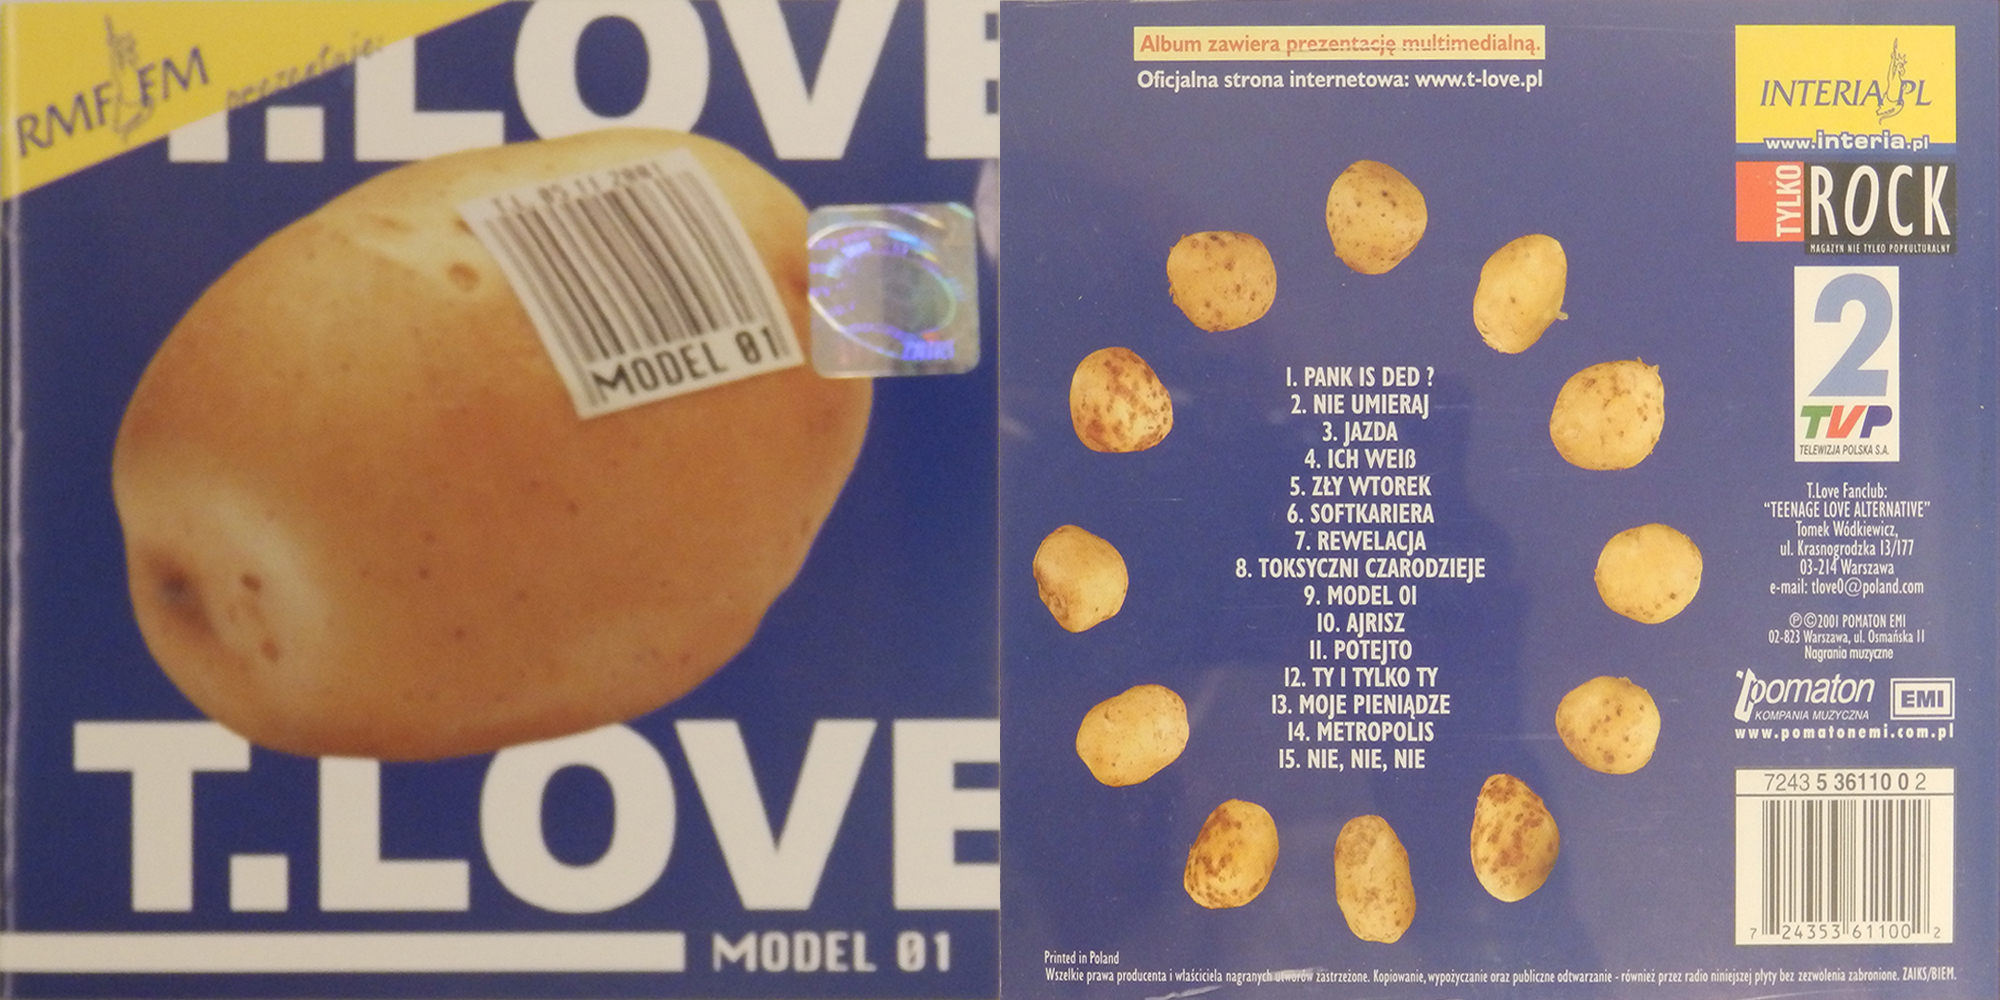 RMF FM
prezentuje:
T.LOVE
T.L 05.11.2001
MODEL 01
ZAIKS
T.LOVE
MODEL 01
Album zawiera prezentację multimedialną.
Oficjalna strona internetowa: www.t-love.pl
1. PANK IS DED ?
2. NIE UMIERAJ
3. JAZDA
4. ICH WEIß
5. ZŁY WTOREK
6. SOFTKARIERA
7. REWELACJA
8. TOKSYCZNI CZARODZIEJE
9. MODEL 01
10. AJRISZ
11. POTEJTO
12. TY I TYLKO TY
13. MOJE PIENIĄDZE
14. METROPOLIS
15. NIE, NIE, NIE
INTERIA.PL
www.interia.pl
TYLKO
ROCK
MAGAZYN NIE TYLKO POPKULTURALNY
2
TVP
TELEWIZJA POLSKA S.A.
T.Love Fanclub:
“TEENAGE LOVE ALTERNATIVE”
Tomek Wódkiewicz,
ul. Krasnogrodzka 13/177
03-214 Warszawa
e-mail: tlove0@poland.com
℗©2001 POMATON EMI
02-823 Warszawa, ul. Osmańska 11
Nagrania muzyczne
pomaton EMI
KOMPANIA MUZYCZNA
www.pomatonemi.com.pl
7243 5 36110 0 2
7 24353 61100 2
Printed in Poland
Wszelkie prawa producenta i właściciela nagranych utworów zastrzeżone. Kopiowanie, wypożyczanie oraz publiczne odtwarzanie - również przez radio niniejszej płyty bez zezwolenia zabronione. ZAIKS/BIEM.